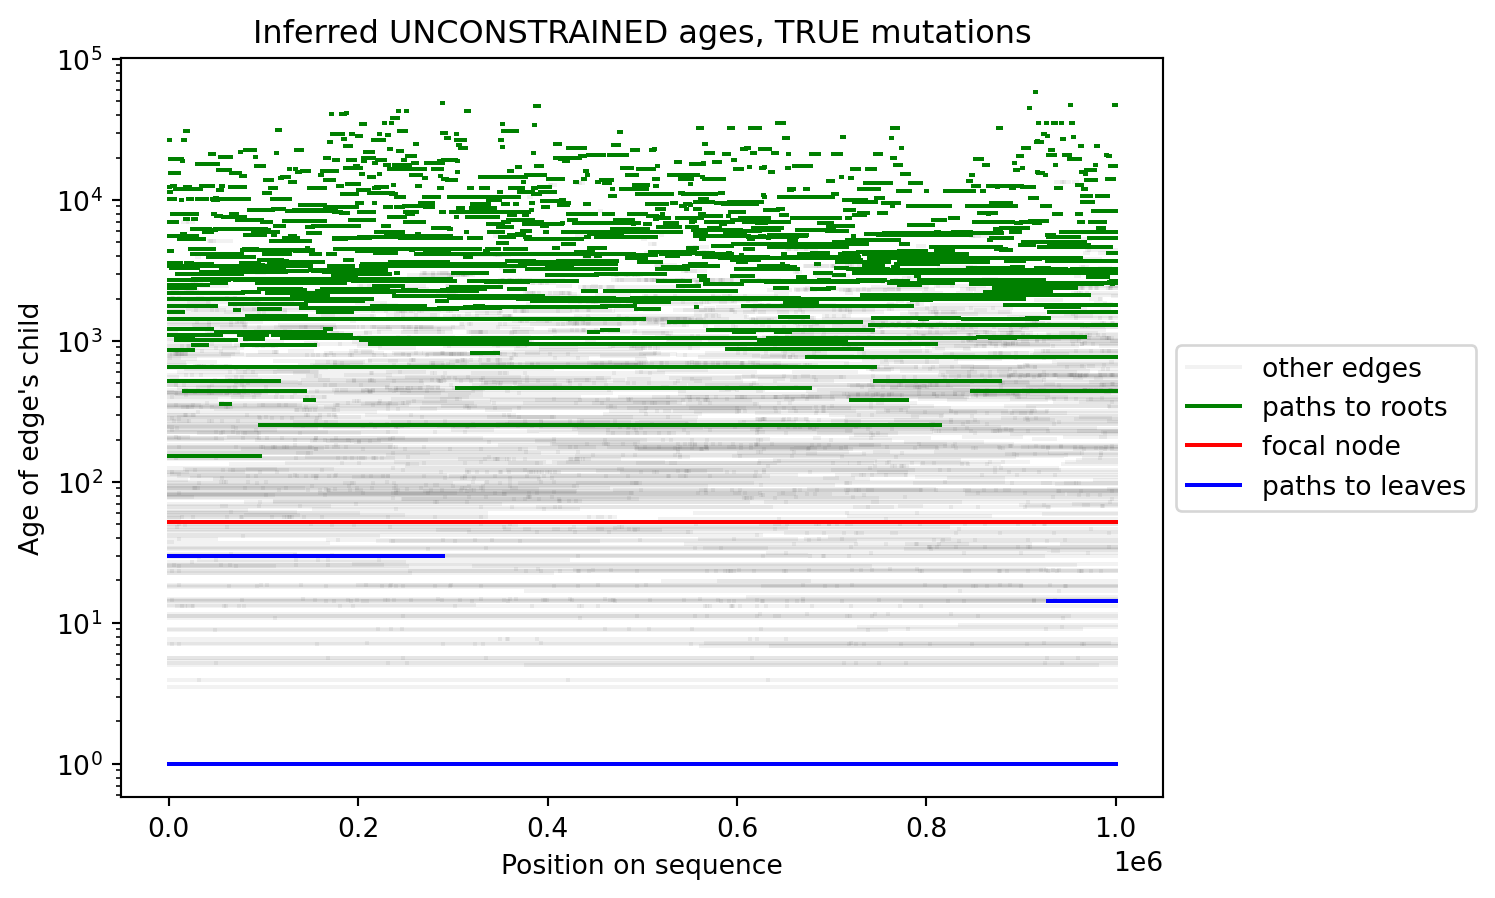 Inferred UNCONSTRAINED ages, TRUE mutations
Age of edge's child
10^5
10^4
10^3
10^2
10^1
10^0
0.0 0.2 0.4 0.6 0.8 1.0
1e6
Position on sequence
other edges
paths to roots
focal node
paths to leaves